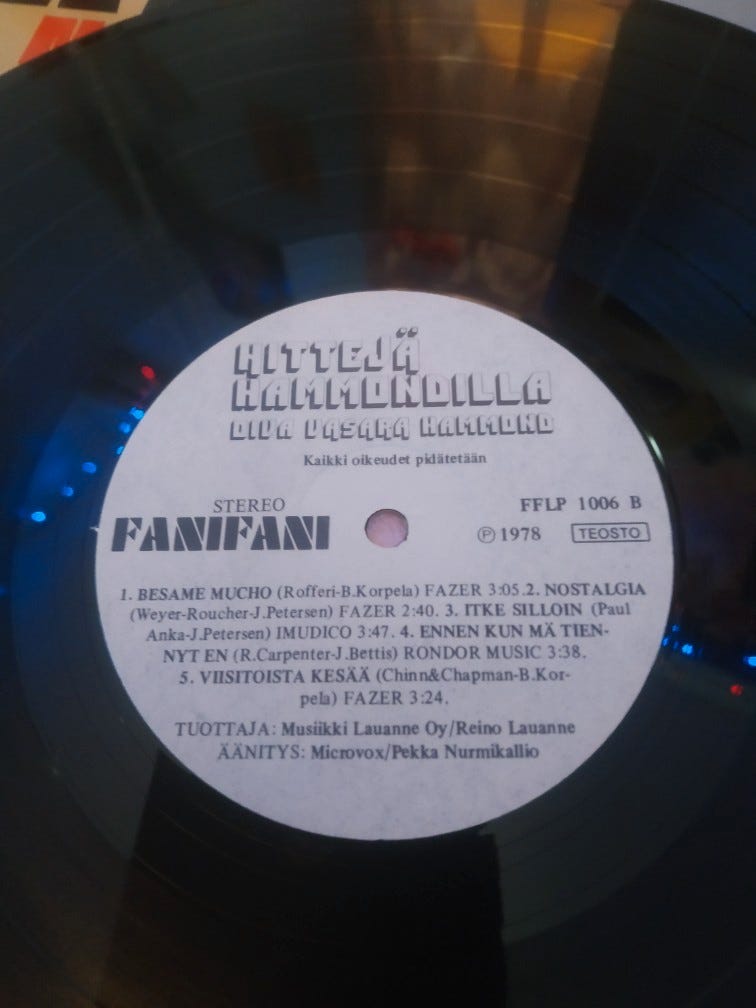 HITTEJÄ
HAMMONDILLA
OIVA VASARA HAMMOND
Kaikki oikeudet pidätetään
STEREO
FANIFANI
FFLP 1006 B
Ⓟ 1978 TEOSTO
1. BESAME MUCHO (Rofferi-B.Korpela) FAZER 3:05. 2. NOSTALGIA
(Weyer-Roucher-J.Petersen) FAZER 2:40. 3. ITKE SILLOIN (Paul
Anka-J.Petersen) IMUDICO 3:47. 4. ENNEN KUN MÄ TIEN-
NYT EN (R.Carpenter-J.Bettis) RONDOR MUSIC 3:38.
5. VIISITOISTA KESÄÄ (Chinn&Chapman-B.Kor-
pela) FAZER 3:24.
TUOTTAJA: Musiikki Lauanne Oy/Reino Lauanne
ÄÄNITYS: Microvox/Pekka Nurmikallio